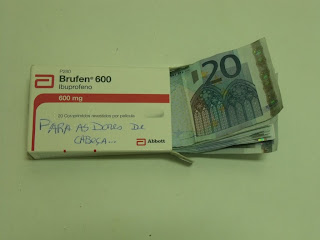 Brufen® 600
Ibuprofeno
600 mg
PARA AS DORES DE
CABEÇA...
Abbott
20